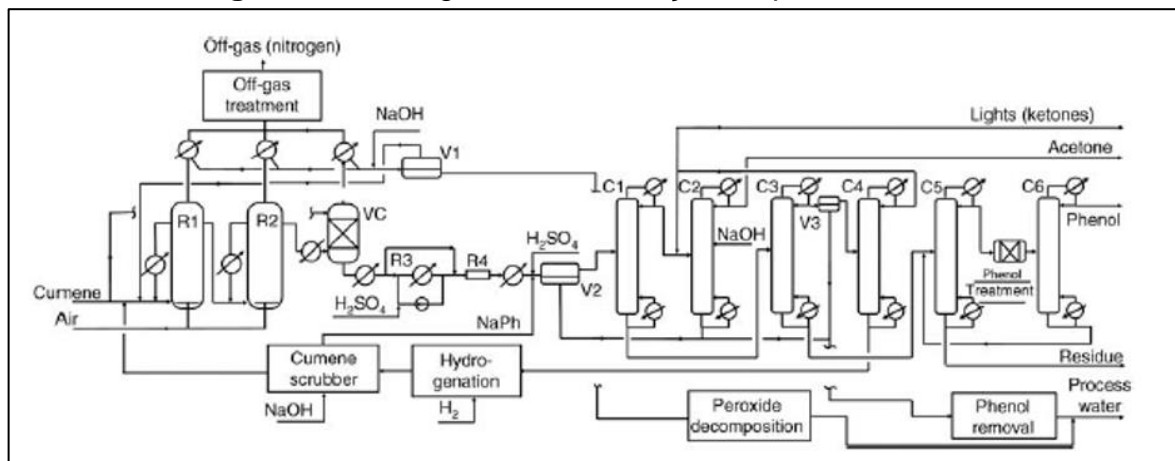 Off-gas (nitrogen)
Off-gas
treatment
NaOH
V1
Lights (ketones)
Acetone
C1
C2
C3
C4
C5
C6
R1
R2
VC
V3
Phenol
NaOH
H₂SO₄
R3
R4
V2
Phenol
Treatment
Cumene
H₂SO₄
Air
NaPh
Residue
Cumene
scrubber
Hydro-
genation
Process
water
NaOH
H₂
Peroxide
decomposition
Phenol
removal